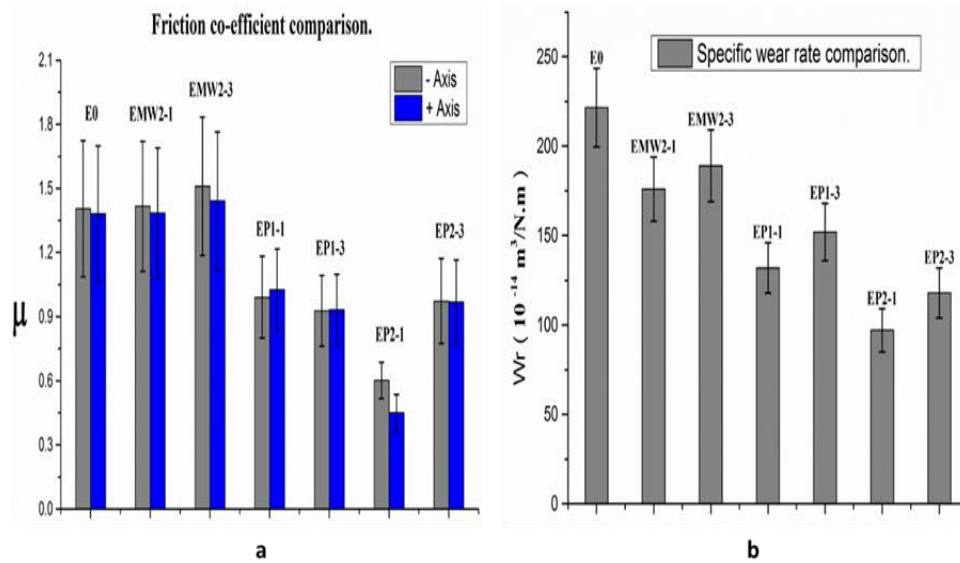 Friction co-efficient comparison.
2.1
1.8
1.5
1.2
0.9
0.6
0.3
0.0
μ
- Axis
+ Axis
E0
EMW2-1
EMW2-3
EP1-1
EP1-3
EP2-1
EP2-3
a
250
200
150
100
50
0
Wr ( 10 -14 m3/N.m )
Specific wear rate comparison.
E0
EMW2-1
EMW2-3
EP1-1
EP1-3
EP2-1
EP2-3
b